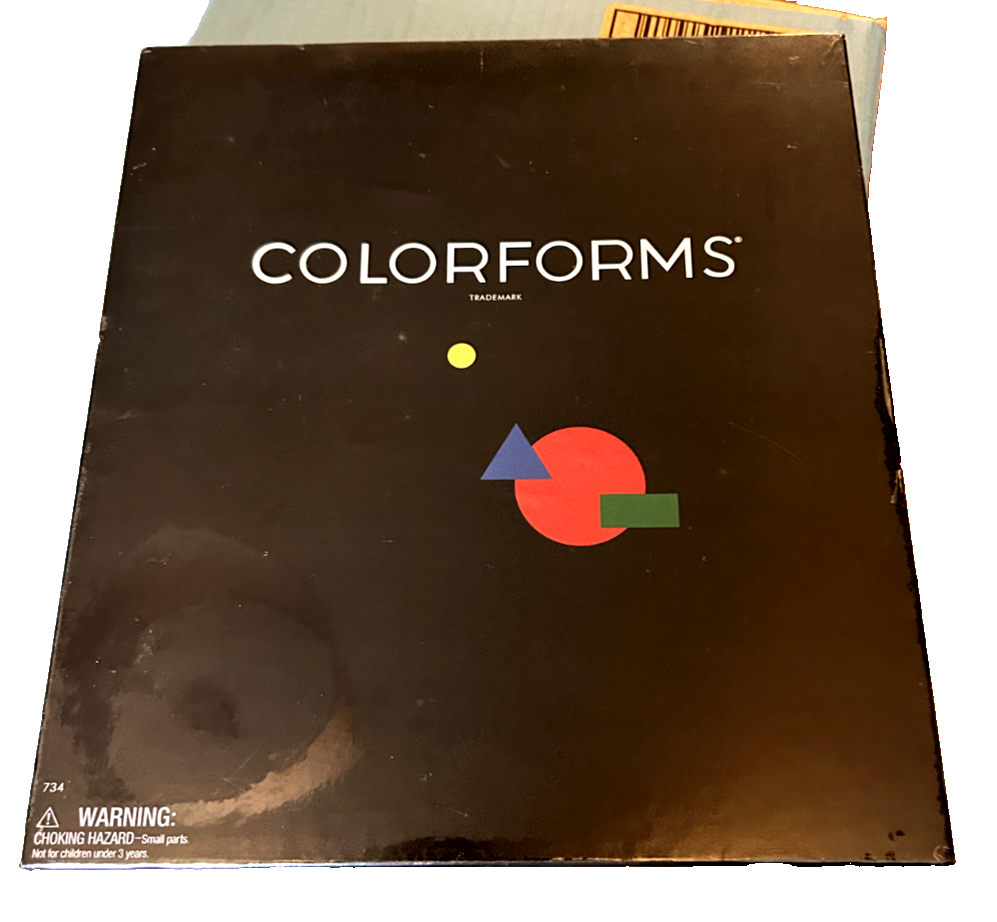 COLORFORMS®
TRADEMARK
734
⚠ WARNING:
CHOKING HAZARD–Small parts.
Not for children under 3 years.